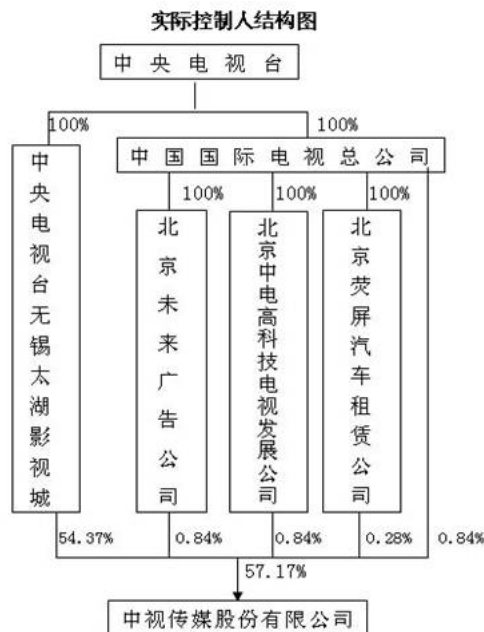 实际控制人结构图
中央电视台
100% 100%
中国国际电视总公司
中央电视台无锡太湖影视城
100% 100% 100%
北京未来广告公司
北京中电高科技电视发展公司
北京荧屏汽车租赁公司
54.37% 0.84% 0.84% 0.28% 0.84%
57.17%
中视传媒股份有限公司